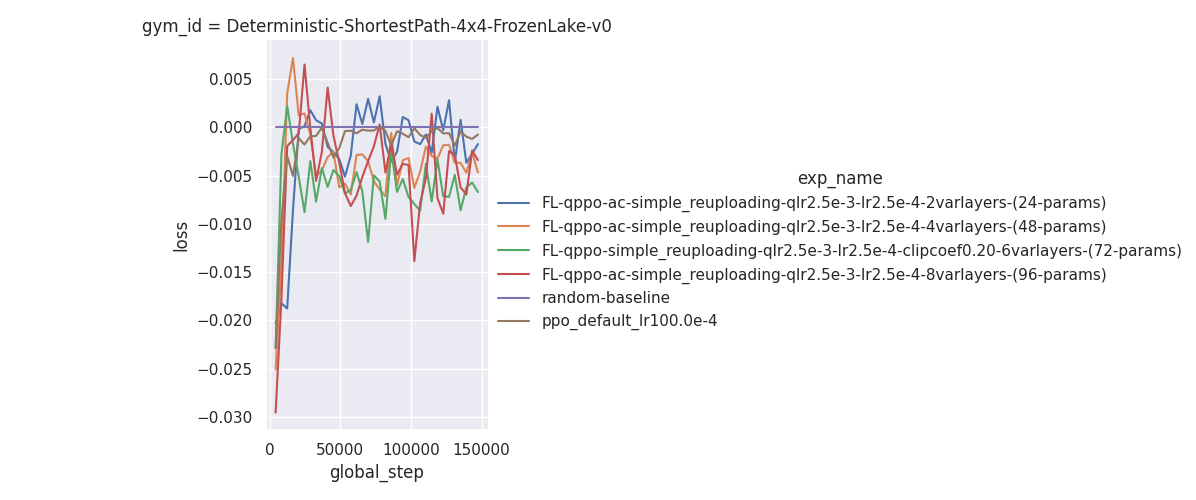 gym_id = Deterministic-ShortestPath-4x4-FrozenLake-v0
0.005
0.000
−0.005
−0.010
−0.015
−0.020
−0.025
−0.030
loss
0
50000
100000
150000
global_step
exp_name
FL-qppo-ac-simple_reuploading-qlr2.5e-3-lr2.5e-4-2varlayers-(24-params)
FL-qppo-ac-simple_reuploading-qlr2.5e-3-lr2.5e-4-4varlayers-(48-params)
FL-qppo-simple_reuploading-qlr2.5e-3-lr2.5e-4-clipcoef0.20-6varlayers-(72-params)
FL-qppo-ac-simple_reuploading-qlr2.5e-3-lr2.5e-4-8varlayers-(96-params)
random-baseline
ppo_default_lr100.0e-4